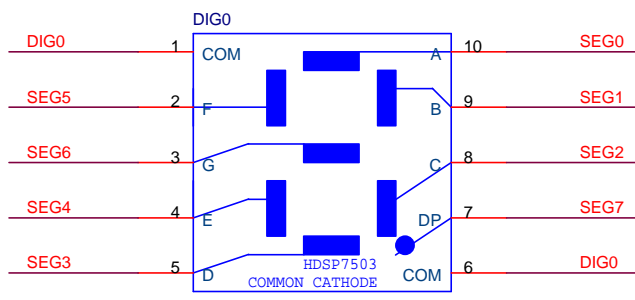 DIG0
DIG0 1 COM A 10 SEG0
SEG5 2 F B 9 SEG1
SEG6 3 G C 8 SEG2
SEG4 4 E DP 7 SEG7
SEG3 5 D HDSP7503 COM 6 DIG0
COMMON CATHODE